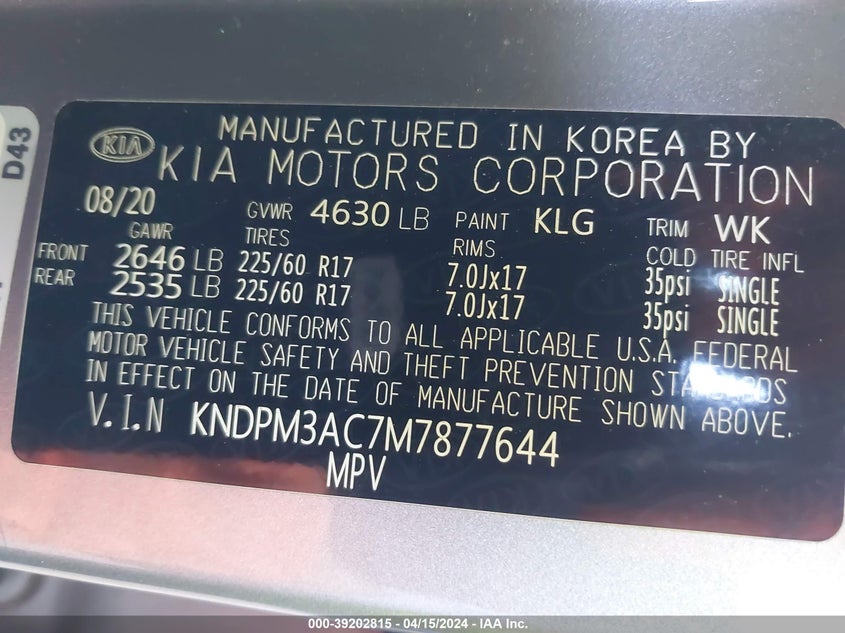 D43
KIA
MANUFACTURED IN KOREA BY
KIA MOTORS CORPORATION
08/20 GVWR 4630 LB PAINT KLG TRIM WK
GAWR TIRES RIMS COLD TIRE INFL
FRONT 2646 LB 225/60 R17 7.0Jx17 35psi SINGLE
REAR 2535 LB 225/60 R17 7.0Jx17 35psi SINGLE
THIS VEHICLE CONFORMS TO ALL APPLICABLE U.S.A. FEDERAL
MOTOR VEHICLE SAFETY AND THEFT PREVENTION STANDARDS
IN EFFECT ON THE DATE OF MANUFACTURE SHOWN ABOVE.
V.I.N KNDPM3AC7M7877644
MPV
000-39202815 - 04/15/2024 - IAA Inc.